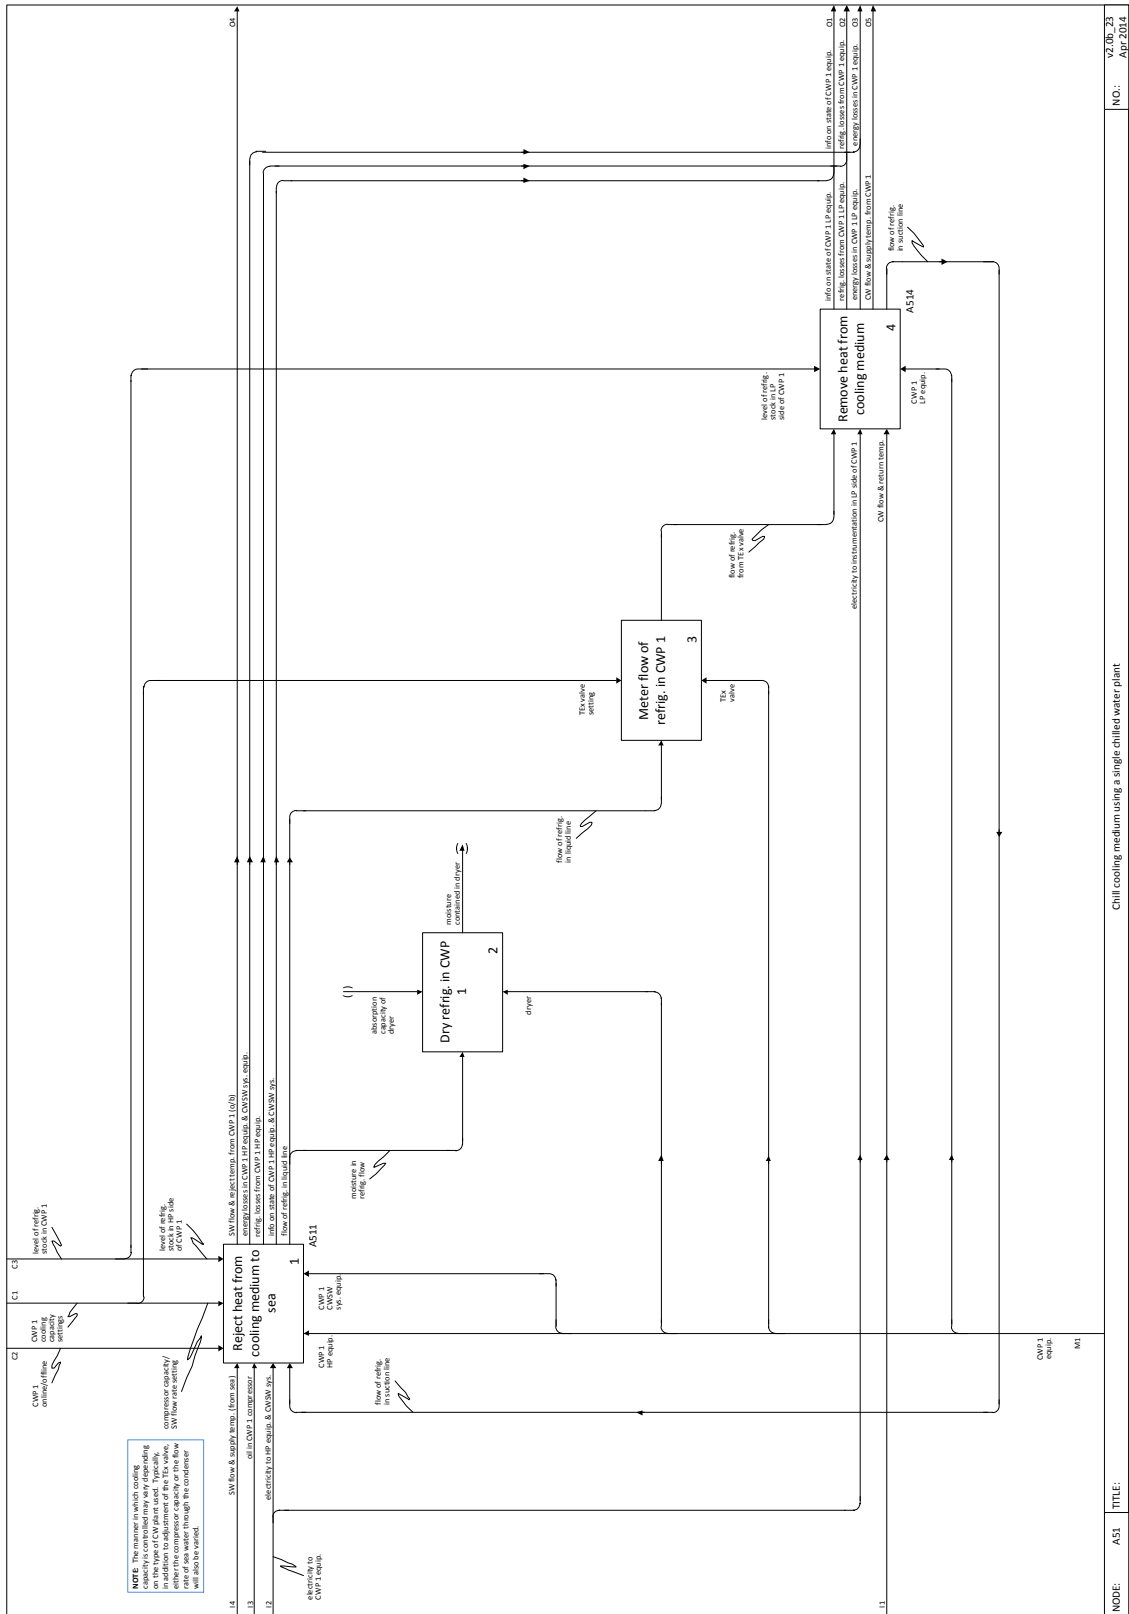 C2
C1
C3
CWP 1
online/offline
CWP 1
cooling
capacity
settings
level of refrig.
stock in CWP 1
NOTE: The manner in which cooling
capacity is controlled may vary depending
on the type of CW plant used. Typically,
in addition to adjustment of the TEx valve,
either the compressor capacity or the flow
rate of sea water through the condenser
will also be varied.
compressor capacity/
SW flow rate setting
level of refrig.
stock in HP side
of CWP 1
I4
SW flow & supply temp. (from sea)
I3
oil in CWP 1 compressor
I2
electricity to HP equip. & CWSW sys.
electricity to
CWP 1 equip.
Reject heat from
cooling medium to
sea
1
A511
SW flow & reject temp. from CWP 1 (o/b)
energy losses in CWP 1 HP equip. & CWSW sys. equip.
refrig. losses from CWP 1 HP equip.
info on state of CWP 1 HP equip. & CWSW sys.
flow of refrig. in liquid line
O4
CWP 1
HP equip.
CWP 1
CWSW
sys. equip.
flow of refrig.
in suction line
moisture in
refrig. flow
( )
absorption
capacity of
dryer
Dry refrig. in CWP
1
2
moisture
contained in dryer
( )
dryer
flow of refrig.
in liquid line
TEx valve
setting
Meter flow of
refrig. in CWP 1
3
TEx
valve
flow of refrig.
from TEx valve
level of refrig.
stock in LP
side of CWP 1
electricity to instrumentation in LP side of CWP 1
CW flow & return temp.
Remove heat from
cooling medium
4
A514
CWP 1
LP equip.
info on state of CWP 1 LP equip.
refrig. losses from CWP 1 LP equip.
energy losses in CWP 1 LP equip.
CW flow & supply temp. from CWP 1
flow of refrig.
in suction line
info on state of CWP 1 equip.
O1
refrig. losses from CWP 1 equip.
O2
energy losses in CWP 1 equip.
O3
O5
I1
CWP 1
equip.
M1
NODE:
A51
TITLE:
Chill cooling medium using a single chilled water plant
NO.:
v2.0b_23
Apr 2014